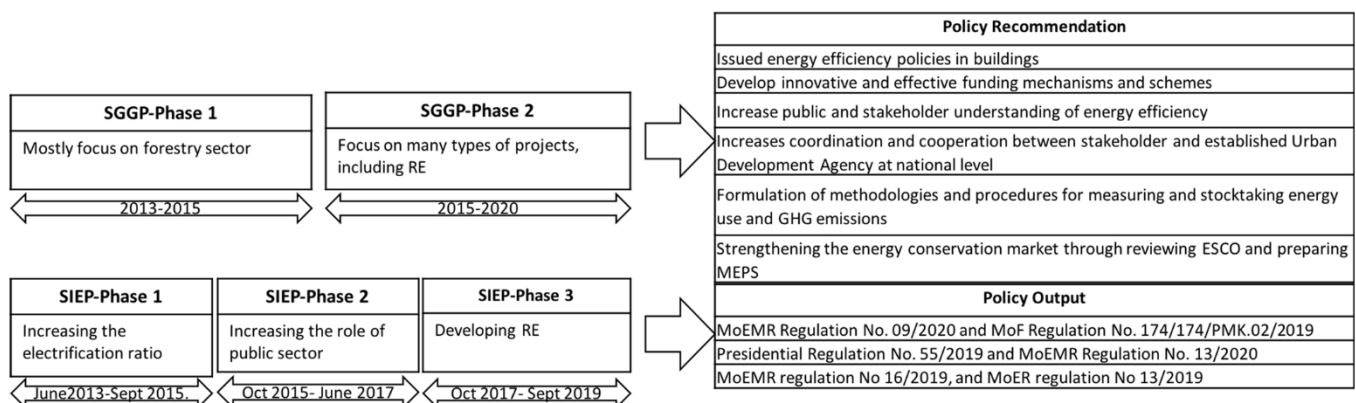 SGGP-Phase 1
Mostly focus on forestry sector
2013-2015
SGGP-Phase 2
Focus on many types of projects,
including RE
2015-2020
Policy Recommendation
Issued energy efficiency policies in buildings
Develop innovative and effective funding mechanisms and schemes
Increase public and stakeholder understanding of energy efficiency
Increases coordination and cooperation between stakeholder and established Urban
Development Agency at national level
Formulation of methodologies and procedures for measuring and stocktaking energy
use and GHG emissions
Strengthening the energy conservation market through reviewing ESCO and preparing
MEPS
SIEP-Phase 1
Increasing the
electrification ratio
June2013-Sept 2015.
SIEP-Phase 2
Increasing the role of
public sector
Oct 2015- June 2017
SIEP-Phase 3
Developing RE
Oct 2017- Sept 2019
Policy Output
MoEMR Regulation No. 09/2020 and MoF Regulation No. 174/174/PMK.02/2019
Presidential Regulation No. 55/2019 and MoEMR Regulation No. 13/2020
MoEMR regulation No 16/2019, and MoER regulation No 13/2019